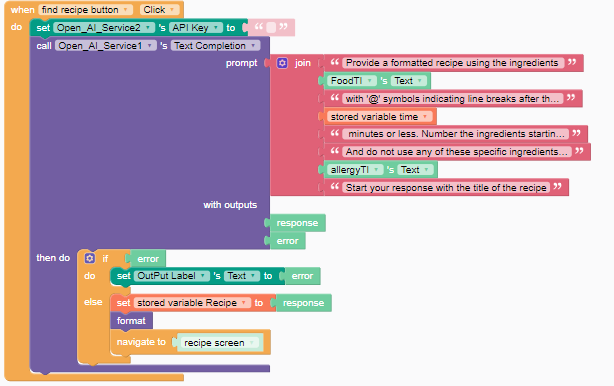 when find recipe button Click
do set Open_AI_Service2 's API Key to “ ”
call Open_AI_Service1 's Text Completion
prompt join “ Provide a formatted recipe using the ingredients ”
FoodTI 's Text
“ with '@' symbols indicating line breaks after th... ”
stored variable time
“ minutes or less. Number the ingredients startin... ”
“ And do not use any of these specific ingredients... ”
allergyTI 's Text
“ Start your response with the title of the recipe ”
with outputs
response
error
then do if error
do set OutPut Label 's Text to error
else set stored variable Recipe to response
format
navigate to recipe screen